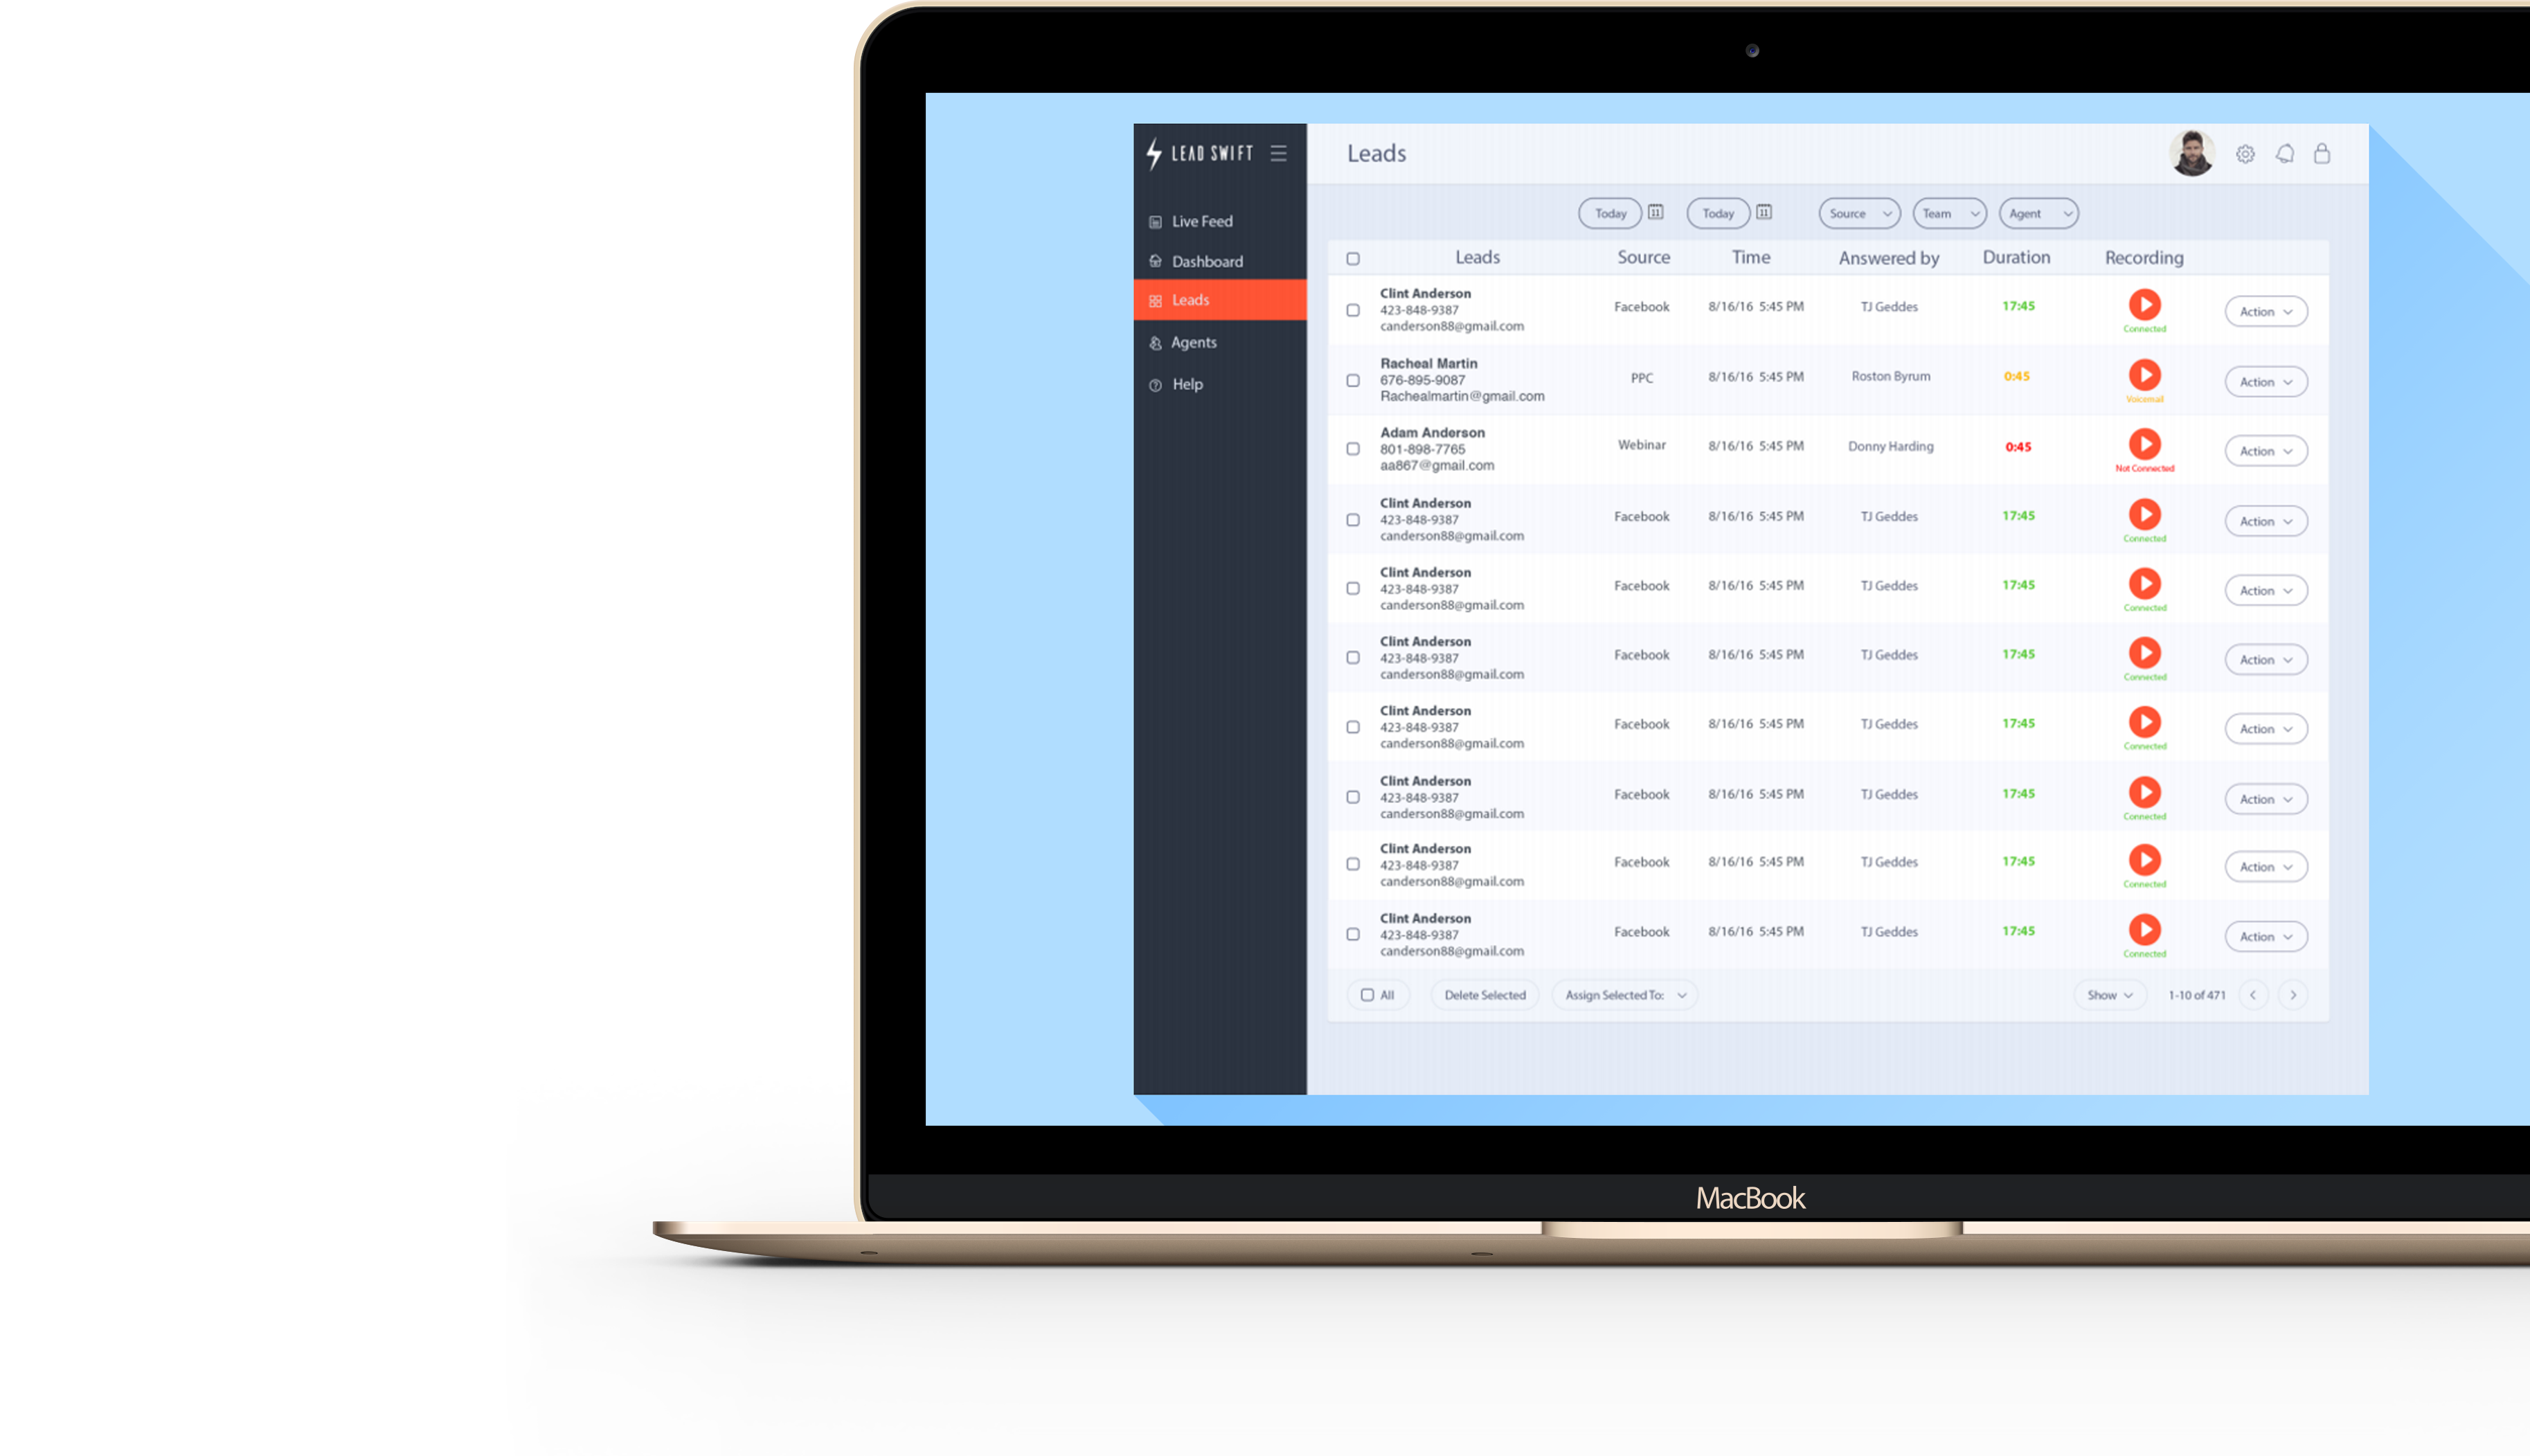 LEAD SWIFT
Leads
Live Feed
Dashboard
Leads
Agents
Help
Today 11 Today 11 Source Team Agent
Leads Source Time Answered by Duration Recording
Clint Anderson
423-848-9387
canderson88@gmail.com
Facebook 8/16/16 5:45 PM TJ Geddes 17:45
Connected
Action
Racheal Martin
676-895-9087
Rachealmartin@gmail.com
PPC 8/16/16 5:45 PM Roston Byrum 0:45
Voicemail
Action
Adam Anderson
801-898-7765
aa867@gmail.com
Webinar 8/16/16 5:45 PM Donny Harding 0:45
Not Connected
Action
Clint Anderson
423-848-9387
canderson88@gmail.com
Facebook 8/16/16 5:45 PM TJ Geddes 17:45
Connected
Action
Clint Anderson
423-848-9387
canderson88@gmail.com
Facebook 8/16/16 5:45 PM TJ Geddes 17:45
Connected
Action
Clint Anderson
423-848-9387
canderson88@gmail.com
Facebook 8/16/16 5:45 PM TJ Geddes 17:45
Connected
Action
Clint Anderson
423-848-9387
canderson88@gmail.com
Facebook 8/16/16 5:45 PM TJ Geddes 17:45
Connected
Action
Clint Anderson
423-848-9387
canderson88@gmail.com
Facebook 8/16/16 5:45 PM TJ Geddes 17:45
Connected
Action
Clint Anderson
423-848-9387
canderson88@gmail.com
Facebook 8/16/16 5:45 PM TJ Geddes 17:45
Connected
Action
Clint Anderson
423-848-9387
canderson88@gmail.com
Facebook 8/16/16 5:45 PM TJ Geddes 17:45
Connected
Action
All Delete Selected Assign Selected To: Show 1-10 of 471
MacBook